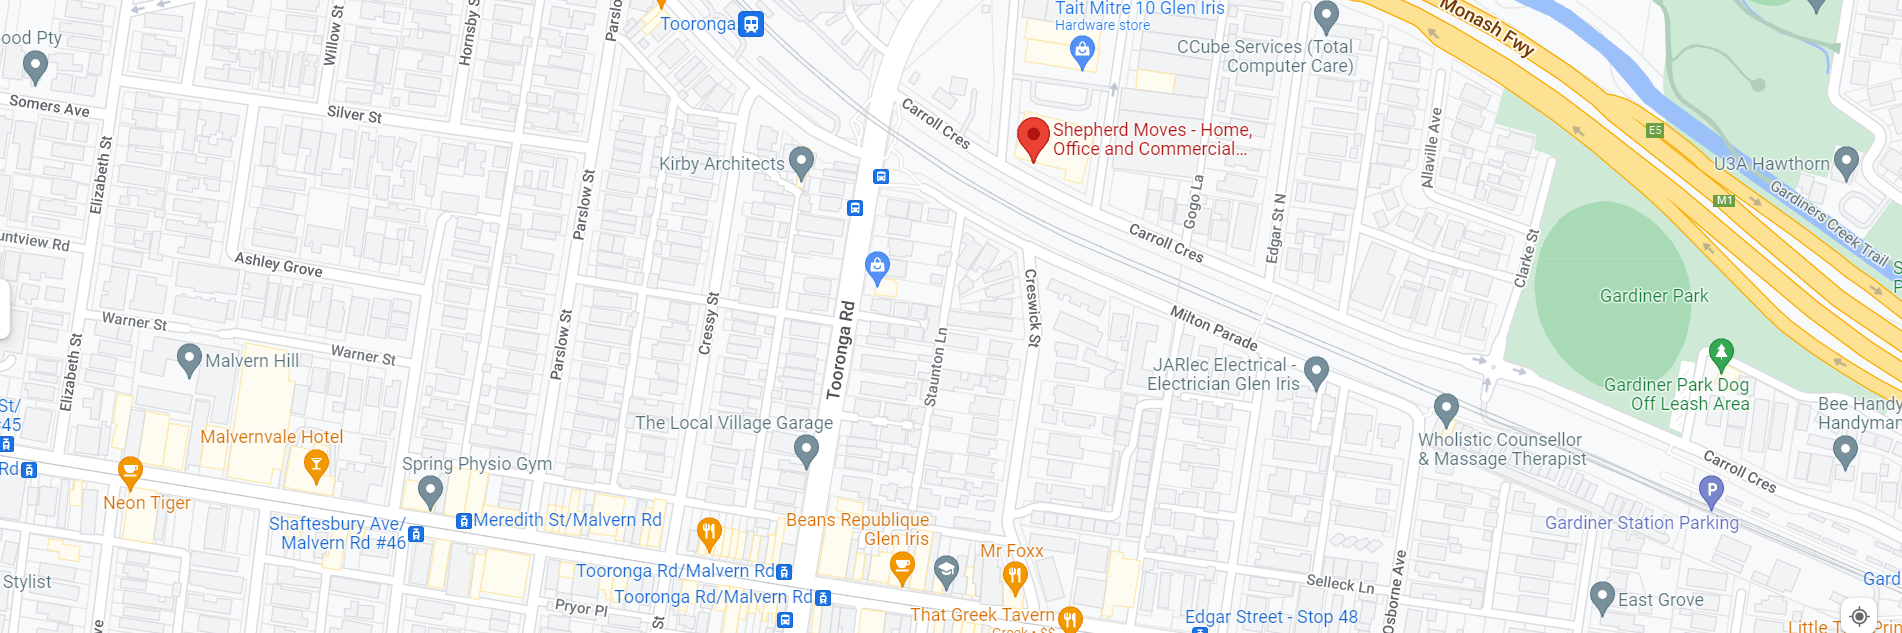 Tooronga
Tait Mitre 10 Glen Iris
Hardware store
CCube Services (Total
Computer Care)
Monash Fwy
ood Pty
Willow St
Hornsby S
Parslo
Somers Ave
Silver St
Elizabeth St
Carroll Cres
Shepherd Moves - Home,
Office and Commercial...
E5
Allaville Ave
U3A Hawthorn
Kirby Architects
M1
Gardiners Creek Trail
Parslow St
Gogo La
Edgar St N
Carroll Cres
Clarke St
untview Rd
Ashley Grove
S
P
Gardiner Park
Cressy St
Tooronga Rd
Creswick St
Milton Parade
Warner St
Warner St
Parslow St
Staunton Ln
Elizabeth St
Malvern Hill
JARlec Electrical -
Electrician Glen Iris
Gardiner Park Dog
Off Leash Area
Bee Handy
Handyman
St/
#45
The Local Village Garage
Malvernvale Hotel
Wholistic Counsellor
& Massage Therapist
Rd
Spring Physio Gym
Carroll Cres
Neon Tiger
P
Gardiner Station Parking
Shaftesbury Ave/
Malvern Rd #46
Meredith St/Malvern Rd
Beans Republique
Glen Iris
Mr Foxx
Tooronga Rd/Malvern Rd
Tooronga Rd/Malvern Rd
Selleck Ln
Osborne Ave
Stylist
Gard
Pryor Pl
St
ve
That Greek Tavern
Greek • $$
Edgar Street - Stop 48
East Grove
Little T
Prin